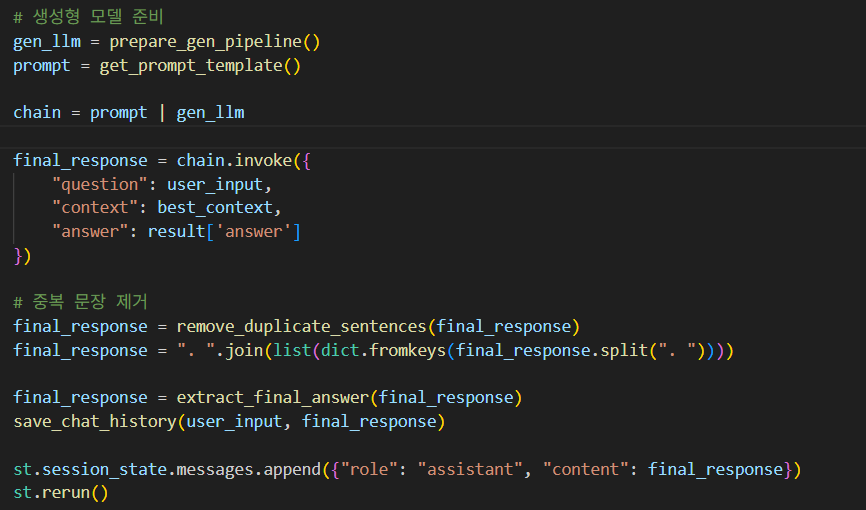 # 생성형 모델 준비
gen_llm = prepare_gen_pipeline()
prompt = get_prompt_template()
chain = prompt | gen_llm
final_response = chain.invoke({
    "question": user_input,
    "context": best_context,
    "answer": result['answer']
})
# 중복 문장 제거
final_response = remove_duplicate_sentences(final_response)
final_response = ". ".join(list(dict.fromkeys(final_response.split(". "))))
final_response = extract_final_answer(final_response)
save_chat_history(user_input, final_response)
st.session_state.messages.append({"role": "assistant", "content": final_response})
st.rerun()